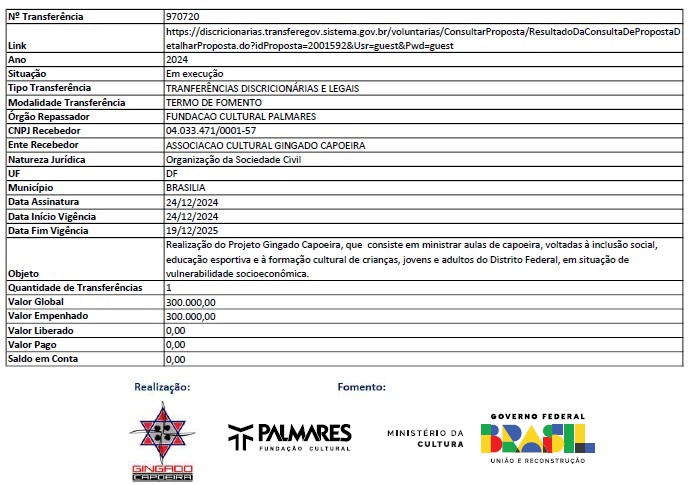 Nº Transferência 970720
https://discricionarias.transferegov.sistema.gov.br/voluntarias/ConsultarProposta/ResultadoDaConsultaDePropostaD
Link etalharProposta.do?idProposta=2001592&Usr=guest&Pwd=guest
Ano 2024
Situação Em execução
Tipo Transferência TRANFERÊNCIAS DISCRICIONÁRIAS E LEGAIS
Modalidade Transferência TERMO DE FOMENTO
Órgão Repassador FUNDACAO CULTURAL PALMARES
CNPJ Recebedor 04.033.471/0001-57
Ente Recebedor ASSOCIACAO CULTURAL GINGADO CAPOEIRA
Natureza Jurídica Organização da Sociedade Civil
UF DF
Município BRASILIA
Data Assinatura 24/12/2024
Data Início Vigência 24/12/2024
Data Fim Vigência 19/12/2025
Realização do Projeto Gingado Capoeira, que consiste em ministrar aulas de capoeira, voltadas à inclusão social,
educação esportiva e à formação cultural de crianças, jovens e adultos do Distrito Federal, em situação de
Objeto vulnerabilidade socioeconômica.
Quantidade de Transferências 1
Valor Global 300.000,00
Valor Empenhado 300.000,00
Valor Liberado 0,00
Valor Pago 0,00
Saldo em Conta 0,00
Realização: Fomento:
GINGADO
CAPOEIRA
PALMARES
FUNDAÇÃO CULTURAL
MINISTÉRIO DA
CULTURA
GOVERNO FEDERAL
BRASIL
UNIÃO E RECONSTRUÇÃO